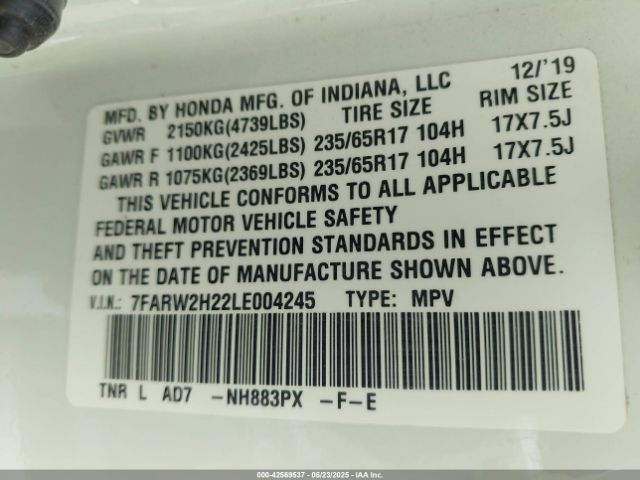 MFD. BY HONDA MFG. OF INDIANA, LLC 12/'19
GVWR 2150KG(4739LBS) TIRE SIZE RIM SIZE
GAWR F 1100KG(2425LBS) 235/65R17 104H 17X7.5J
GAWR R 1075KG(2369LBS) 235/65R17 104H 17X7.5J
THIS VEHICLE CONFORMS TO ALL APPLICABLE
FEDERAL MOTOR VEHICLE SAFETY
AND THEFT PREVENTION STANDARDS IN EFFECT
ON THE DATE OF MANUFACTURE SHOWN ABOVE.
V.I.N.: 7FARW2H22LE004245 TYPE: MPV
TNR L AD7 -NH883PX -F-E
000-42569537 - 06/23/2025 - IAA Inc.